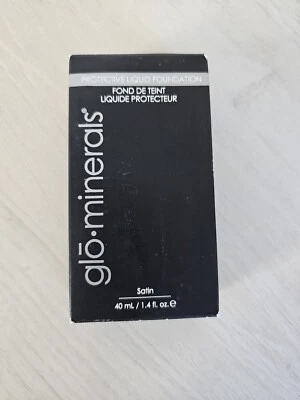 PROTECTIVE LIQUID FOUNDATION
FOND DE TEINT
LIQUIDE PROTECTEUR
glō•minerals®
Satin
40 mL / 1.4 fl. oz. e